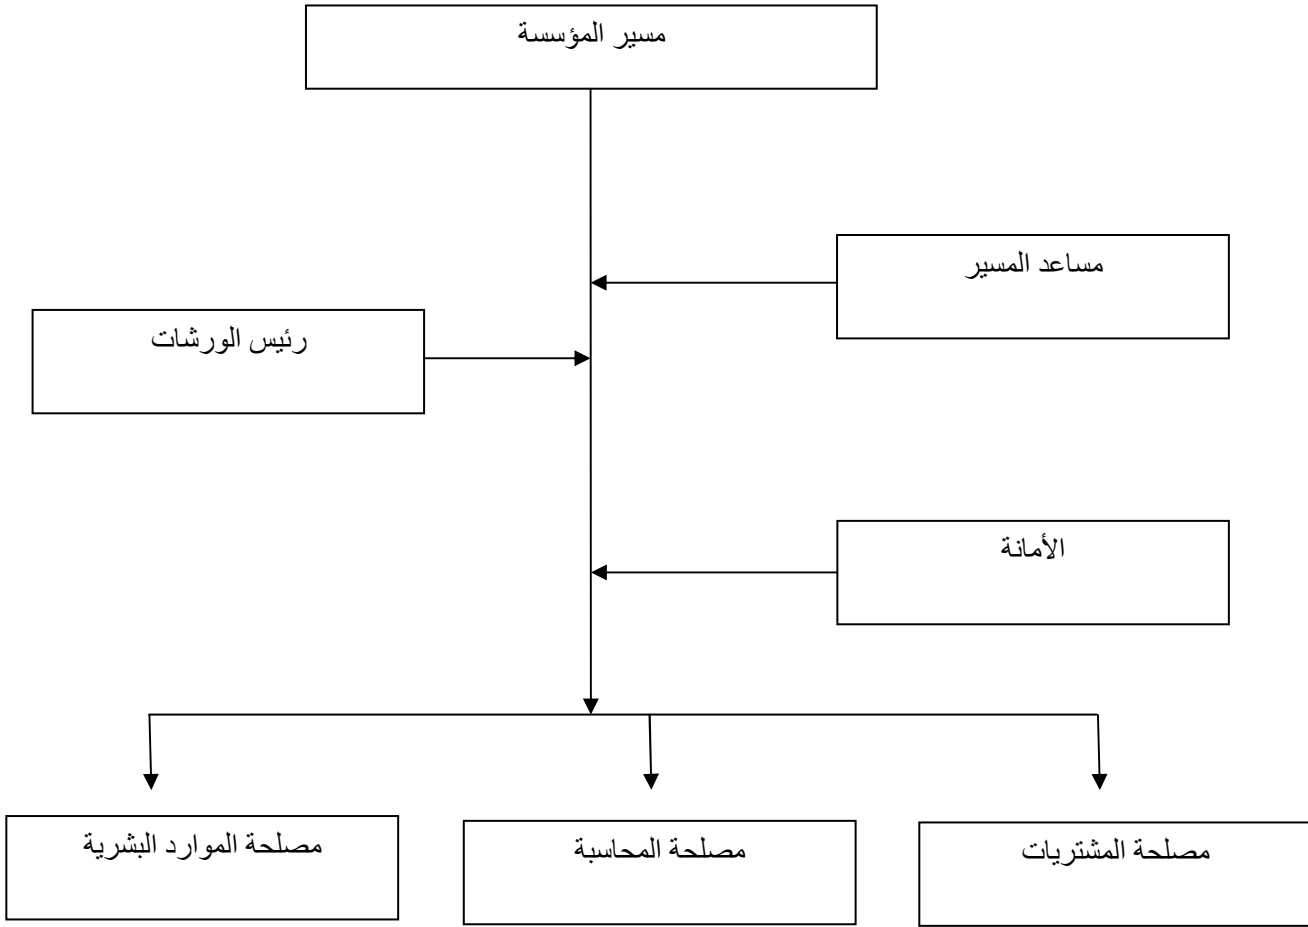 مسير المؤسسة
مساعد المسير
رئيس الورشات
الأمانة
مصلحة المشتريات
مصلحة المحاسبة
مصلحة الموارد البشرية